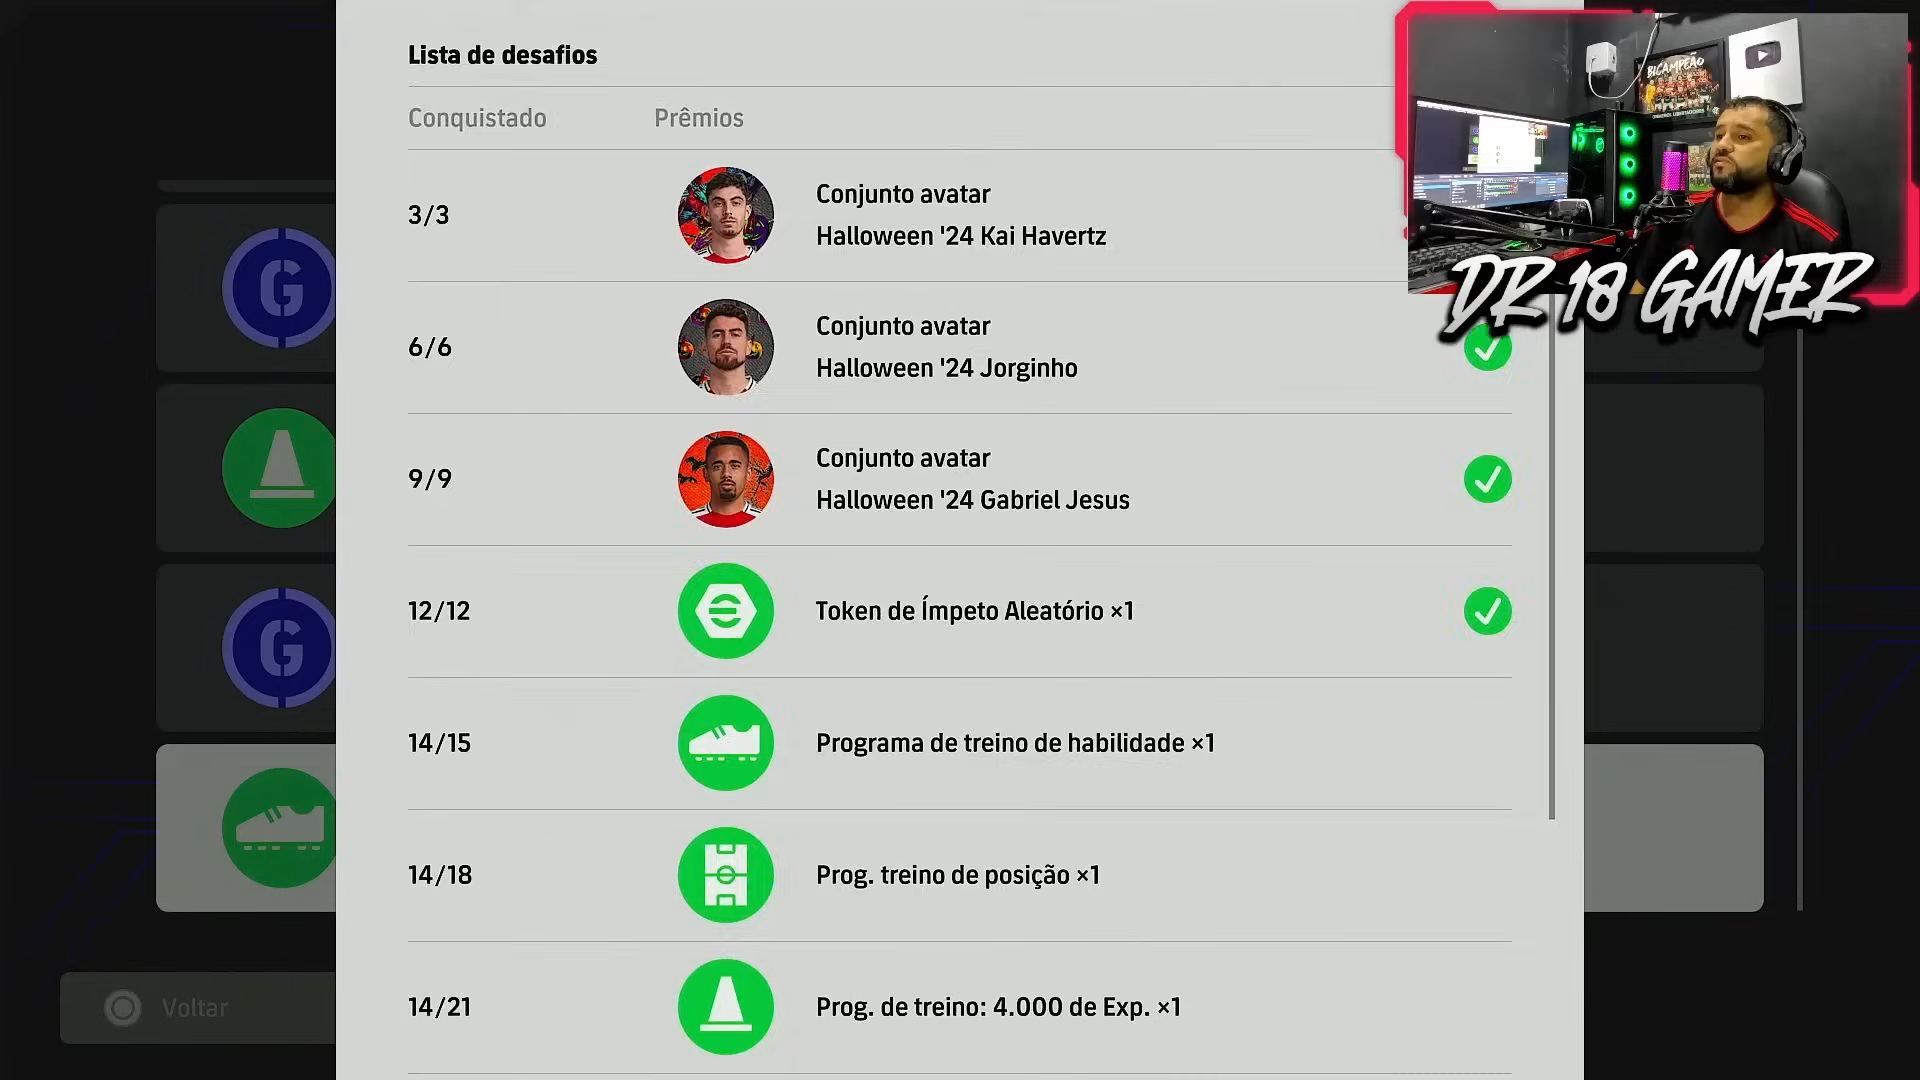 Lista de desafios
Conquistado Prêmios
3/3
Conjunto avatar
Halloween '24 Kai Havertz
6/6
Conjunto avatar
Halloween '24 Jorginho
9/9
Conjunto avatar
Halloween '24 Gabriel Jesus
12/12 Token de Ímpeto Aleatório ×1
14/15 Programa de treino de habilidade ×1
14/18 Prog. treino de posição ×1
14/21 Prog. de treino: 4.000 de Exp. ×1
Voltar
BICAMPEÃO
DR 18 GAMER
G
G